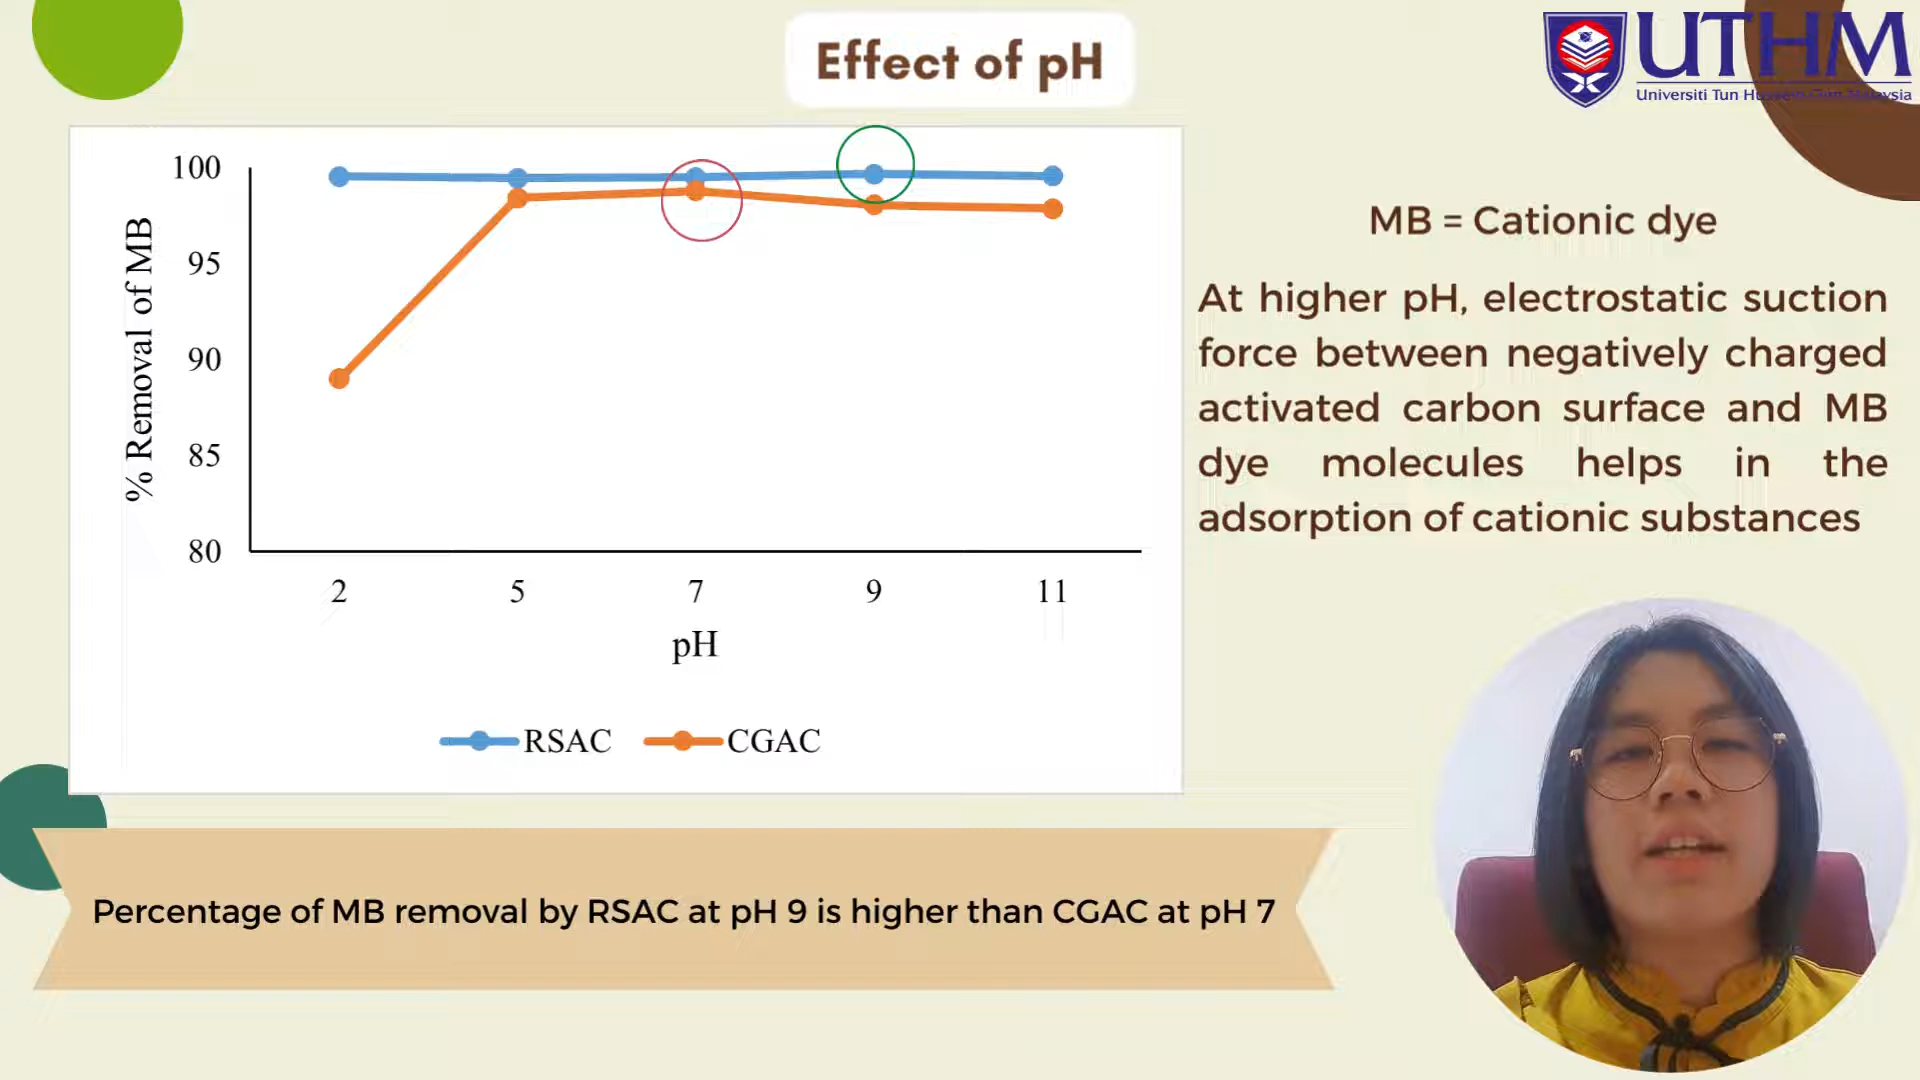 Effect of pH
UTHM
Universiti Tun Hussein Onn Malaysia
100
95
90
85
80
% Removal of MB
2 5 7 9 11
pH
RSAC CGAC
MB = Cationic dye
At higher pH, electrostatic suction
force between negatively charged
activated carbon surface and MB
dye molecules helps in the
adsorption of cationic substances
Percentage of MB removal by RSAC at pH 9 is higher than CGAC at pH 7